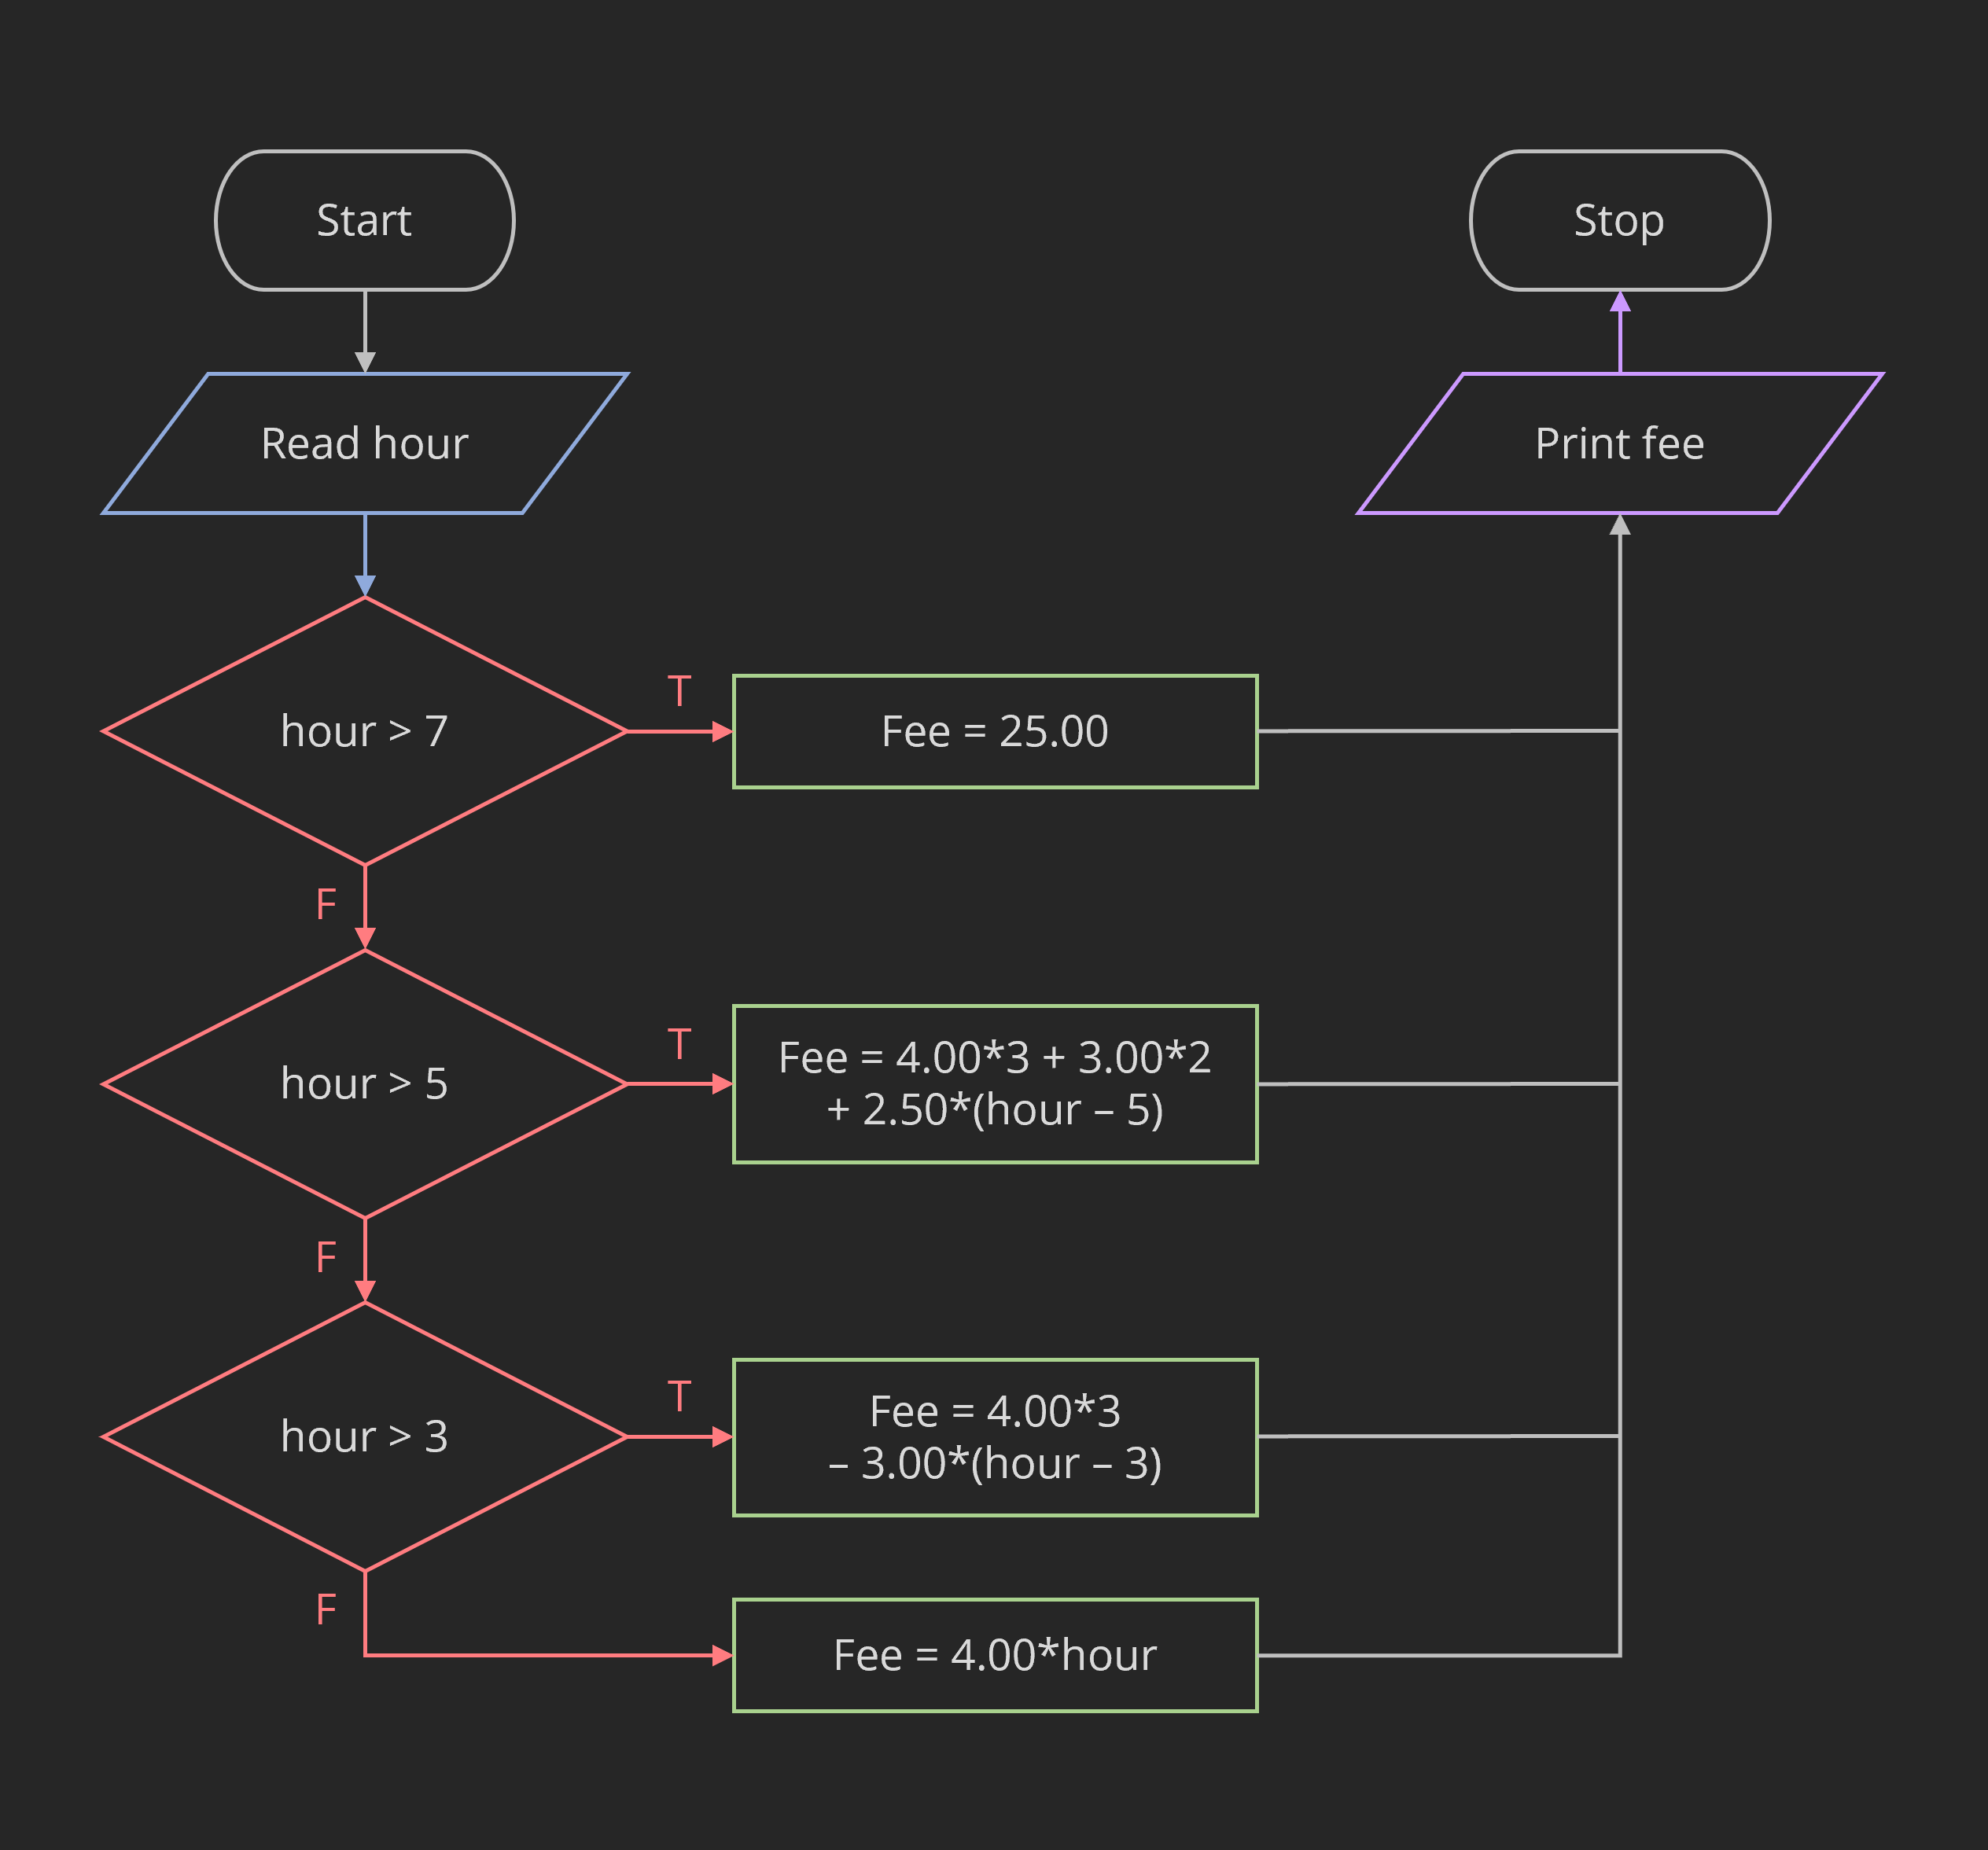 Start
Read hour
hour > 7
T
Fee = 25.00
F
hour > 5
T
Fee = 4.00*3 + 3.00*2
+ 2.50*(hour – 5)
F
hour > 3
T
Fee = 4.00*3
– 3.00*(hour – 3)
F
Fee = 4.00*hour
Print fee
Stop